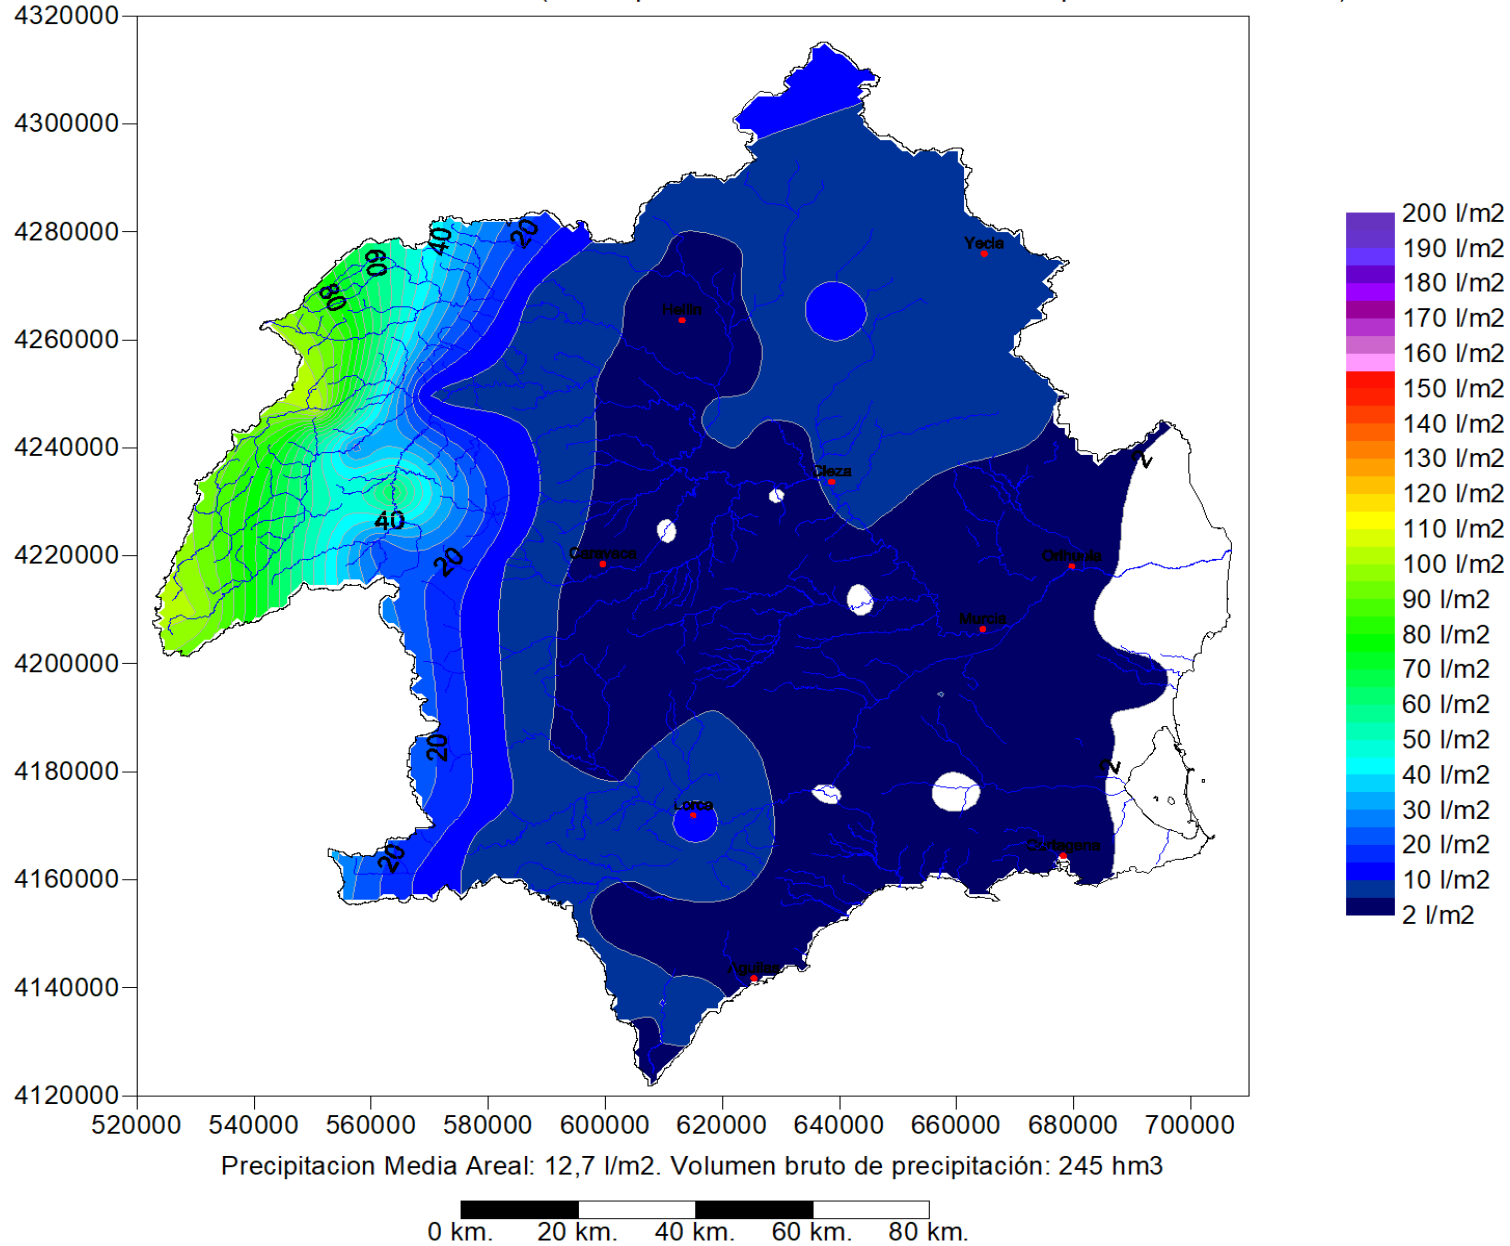 4320000
4300000
4280000
4260000
4240000
4220000
4200000
4180000
4160000
4140000
4120000
520000 540000 560000 580000 600000 620000 640000 660000 680000 700000
80
60
40
20
40
20
20
20
2
2
Yecla
Hellin
Cieza
Caravaca
Orihuela
Murcia
Lorca
Cartagena
Aguilas
200 l/m2
190 l/m2
180 l/m2
170 l/m2
160 l/m2
150 l/m2
140 l/m2
130 l/m2
120 l/m2
110 l/m2
100 l/m2
90 l/m2
80 l/m2
70 l/m2
60 l/m2
50 l/m2
40 l/m2
30 l/m2
20 l/m2
10 l/m2
2 l/m2
Precipitacion Media Areal: 12,7 l/m2. Volumen bruto de precipitación: 245 hm3
0 km. 20 km. 40 km. 60 km. 80 km.